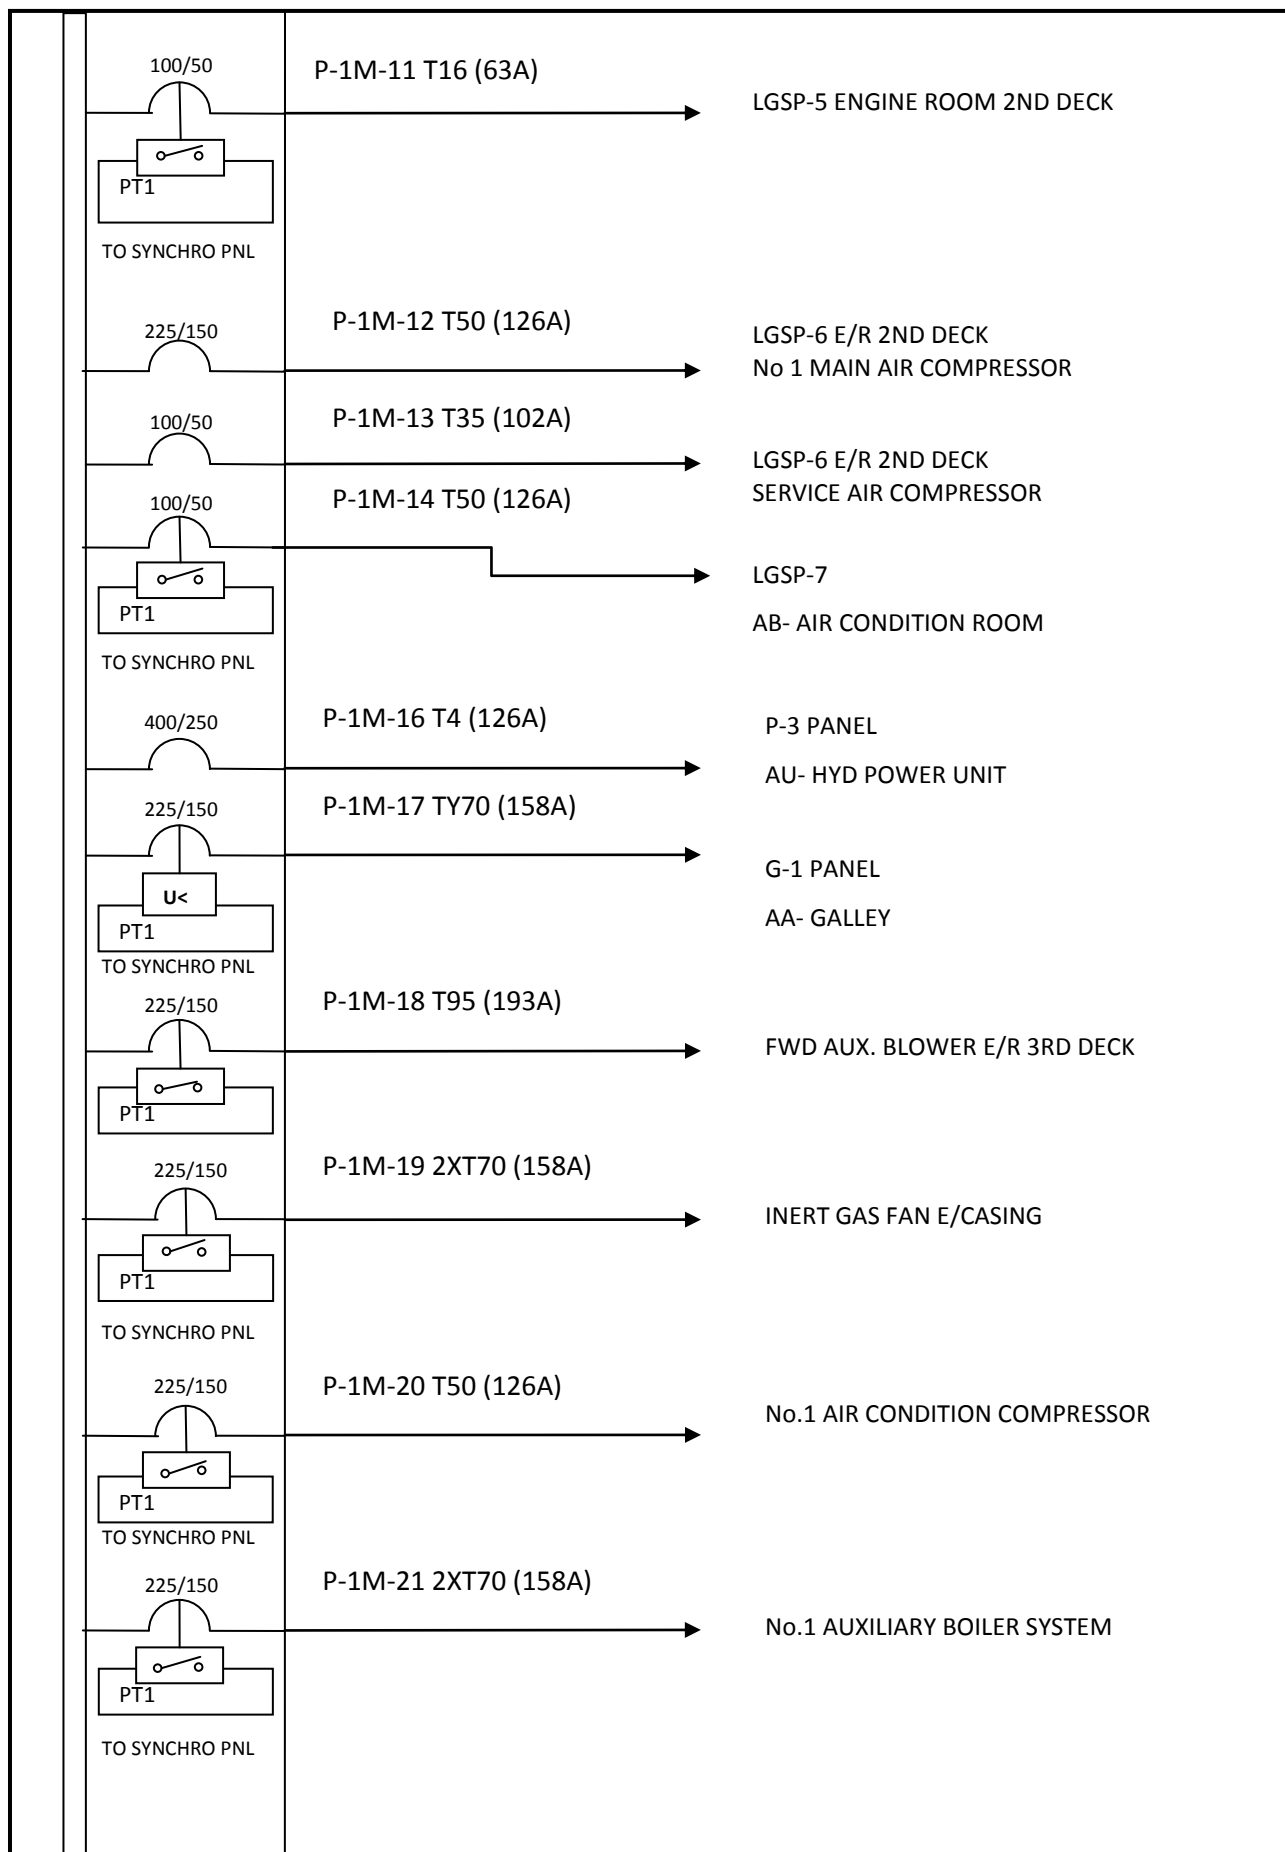 100/50
P-1M-11 T16 (63A)
LGSP-5 ENGINE ROOM 2ND DECK
PT1
TO SYNCHRO PNL
225/150
P-1M-12 T50 (126A)
LGSP-6 E/R 2ND DECK
No 1 MAIN AIR COMPRESSOR
100/50
P-1M-13 T35 (102A)
LGSP-6 E/R 2ND DECK
SERVICE AIR COMPRESSOR
100/50
P-1M-14 T50 (126A)
LGSP-7
AB- AIR CONDITION ROOM
PT1
TO SYNCHRO PNL
400/250
P-1M-16 T4 (126A)
P-3 PANEL
AU- HYD POWER UNIT
225/150
P-1M-17 TY70 (158A)
G-1 PANEL
AA- GALLEY
U<
PT1
TO SYNCHRO PNL
225/150
P-1M-18 T95 (193A)
FWD AUX. BLOWER E/R 3RD DECK
PT1
225/150
P-1M-19 2XT70 (158A)
INERT GAS FAN E/CASING
PT1
TO SYNCHRO PNL
225/150
P-1M-20 T50 (126A)
No.1 AIR CONDITION COMPRESSOR
PT1
TO SYNCHRO PNL
225/150
P-1M-21 2XT70 (158A)
No.1 AUXILIARY BOILER SYSTEM
PT1
TO SYNCHRO PNL